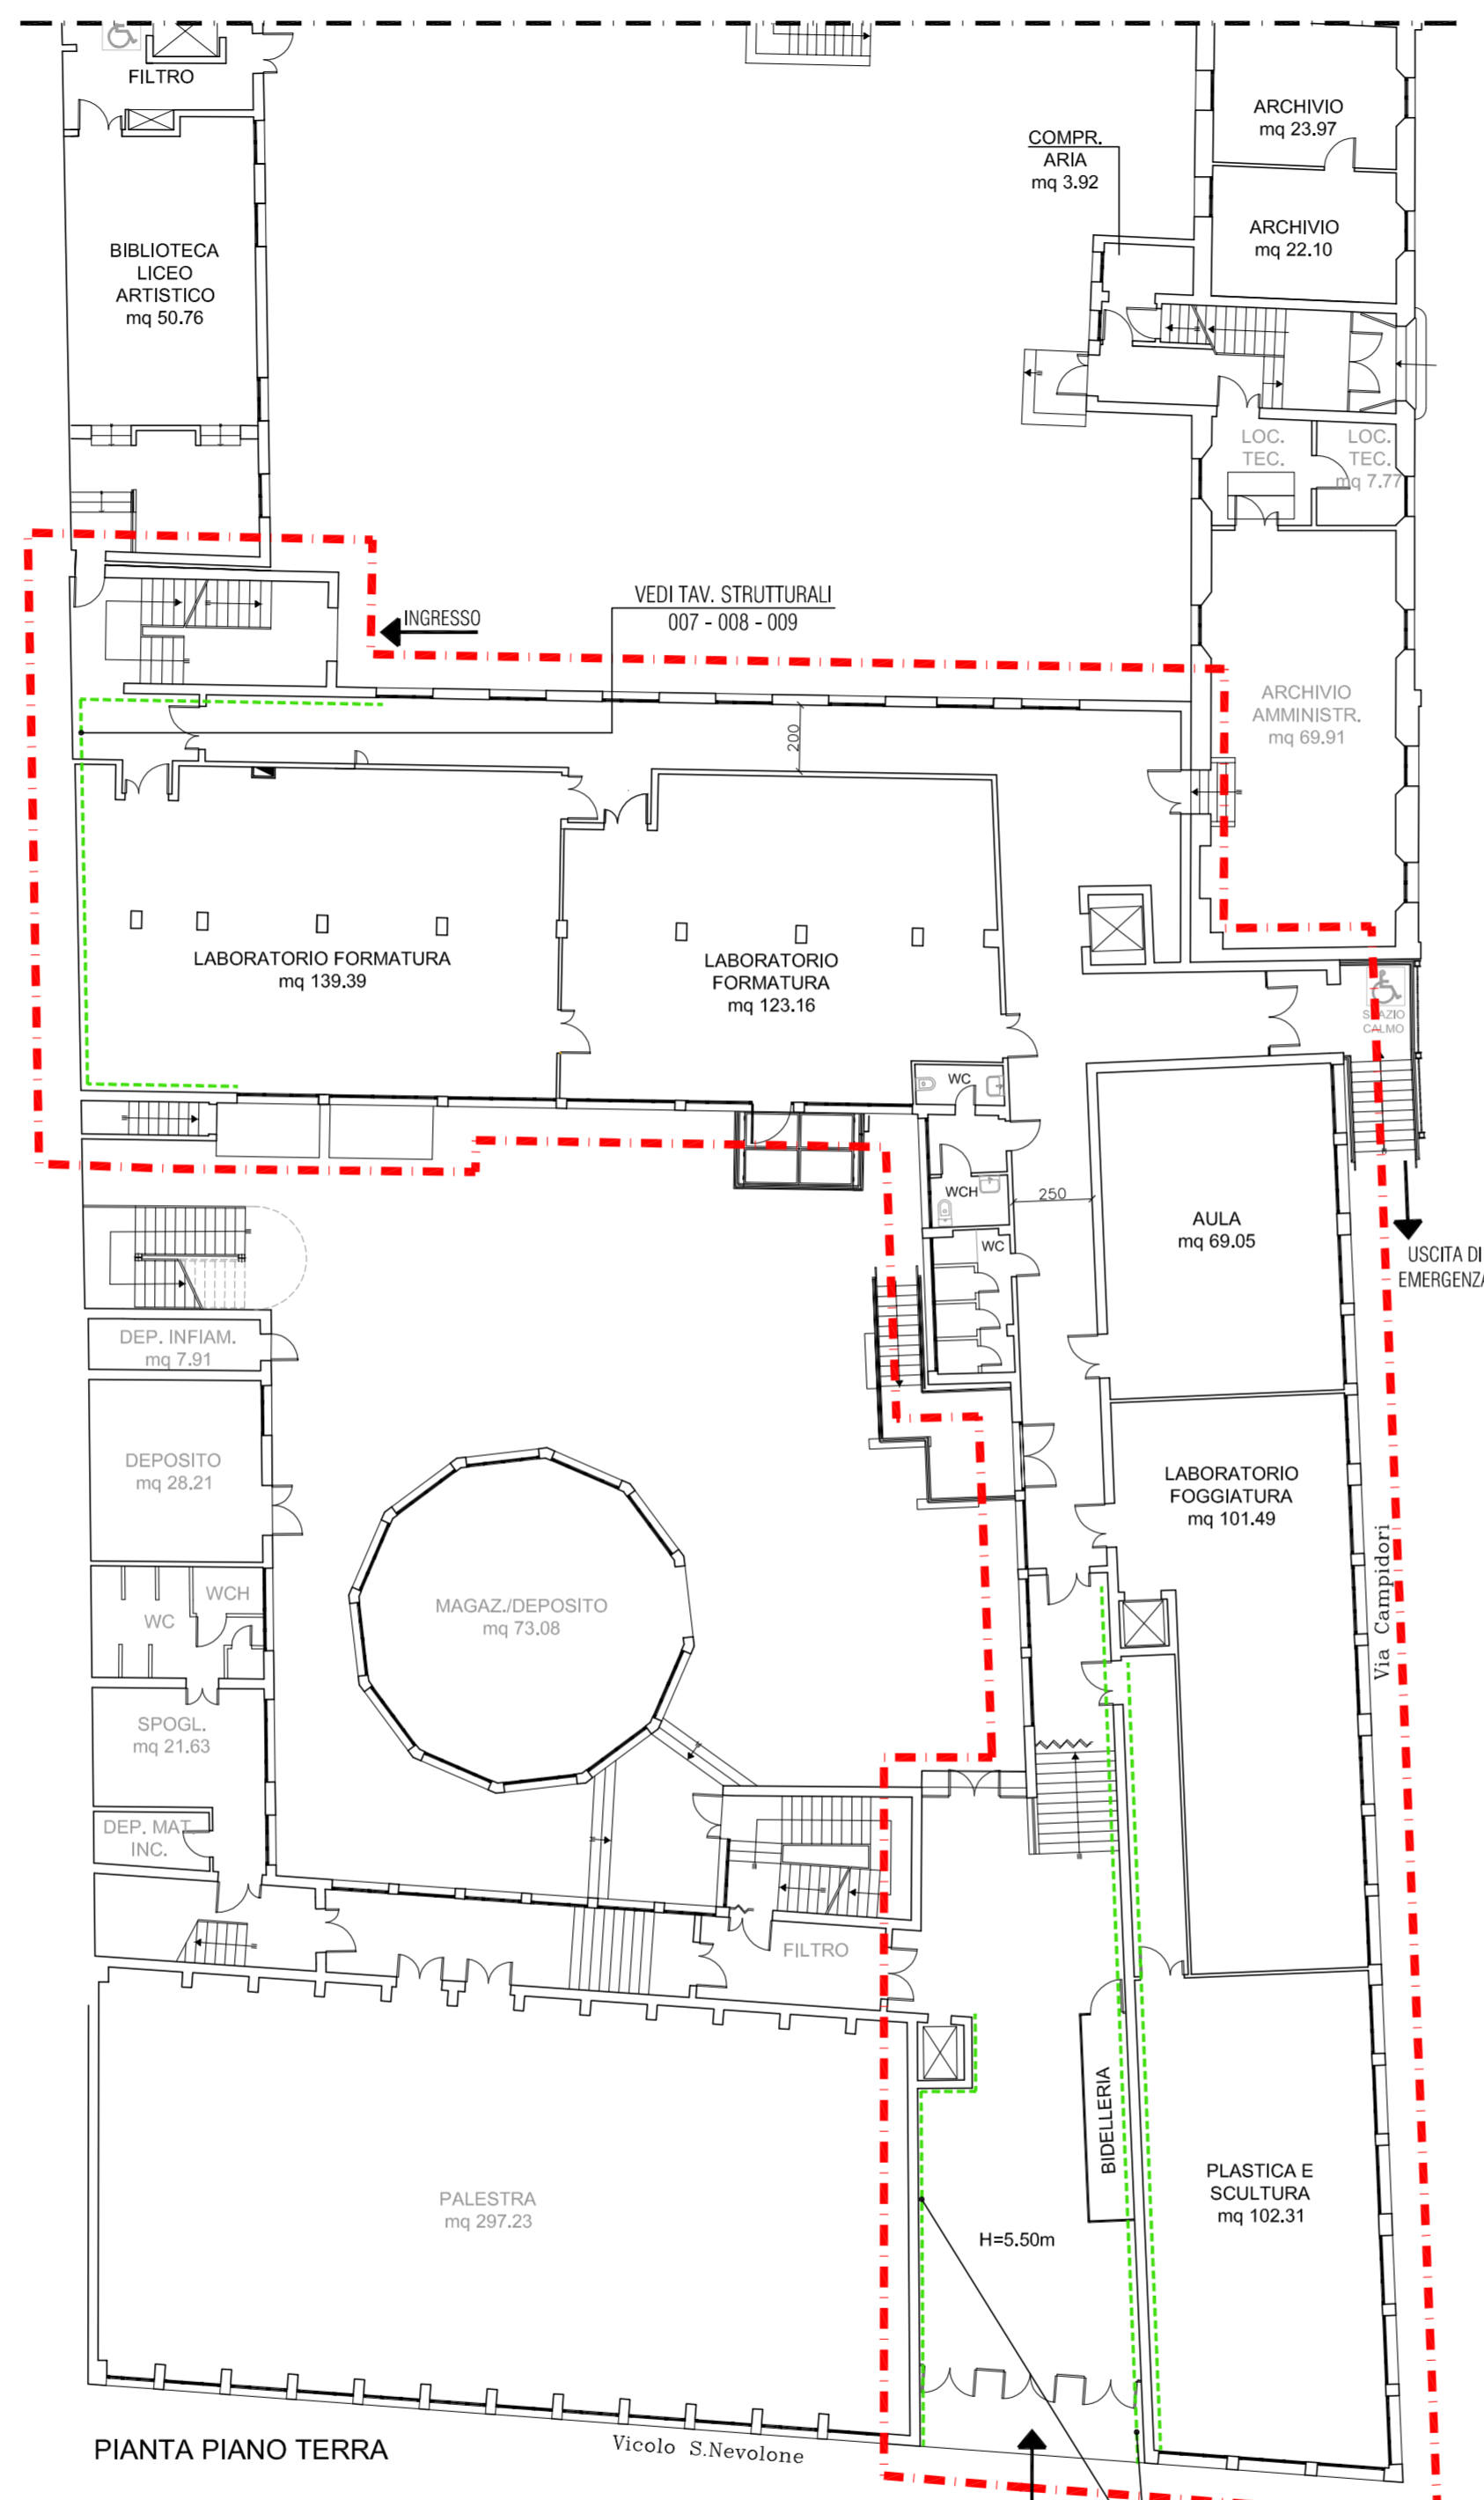 FILTRO
ARCHIVIO
mq 23.97
COMPR.
ARIA
mq 3.92
ARCHIVIO
mq 22.10
BIBLIOTECA
LICEO
ARTISTICO
mq 50.76
LOC.
TEC.
LOC.
TEC.
mq 7.77
VEDI TAV. STRUTTURALI
007 - 008 - 009
INGRESSO
ARCHIVIO
AMMINISTR.
mq 69.91
200
LABORATORIO FORMATURA
mq 139.39
LABORATORIO
FORMATURA
mq 123.16
SPAZIO
CALMO
WC
WCH
250
AULA
mq 69.05
WC
USCITA DI
EMERGENZA
DEP. INFIAM.
mq 7.91
DEPOSITO
mq 28.21
LABORATORIO
FOGGIATURA
mq 101.49
Via Campidori
WCH
WC
MAGAZ./DEPOSITO
mq 73.08
SPOGL.
mq 21.63
DEP. MAT.
INC.
FILTRO
BIDELLERIA
PALESTRA
mq 297.23
PLASTICA E
SCULTURA
mq 102.31
H=5.50m
PIANTA PIANO TERRA
Vicolo S.Nevolone